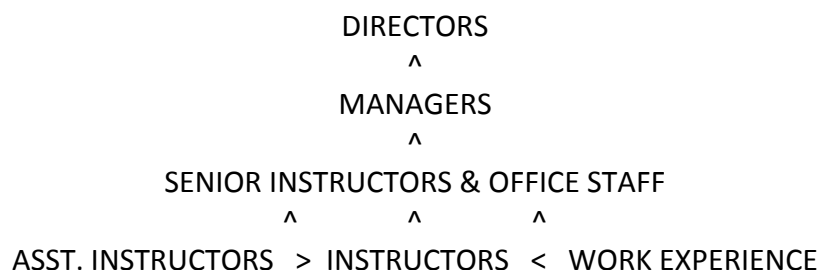 DIRECTORS
^
MANAGERS
^
SENIOR INSTRUCTORS & OFFICE STAFF
^ ^ ^
ASST. INSTRUCTORS > INSTRUCTORS < WORK EXPERIENCE